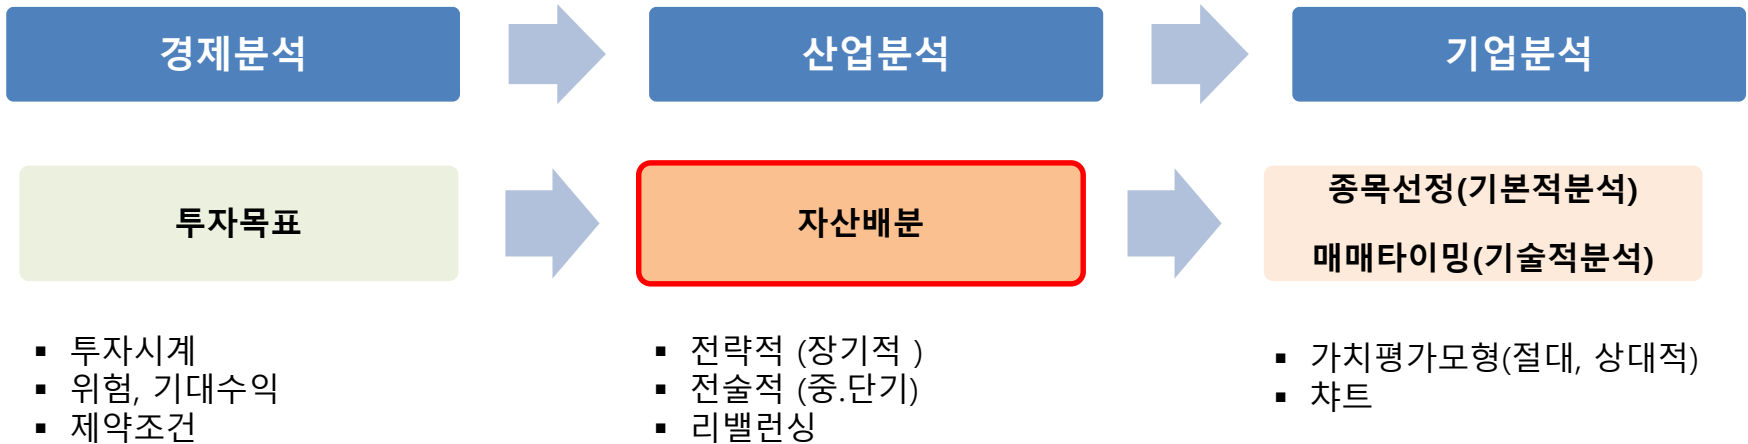 경제분석
산업분석
기업분석
투자목표
자산배분
종목선정(기본적분석)
매매타이밍(기술적분석)
▪ 투자시계
▪ 위험, 기대수익
▪ 제약조건
▪ 전략적 (장기적 )
▪ 전술적 (중.단기)
▪ 리밸런싱
▪ 가치평가모형(절대, 상대적)
▪ 챠트